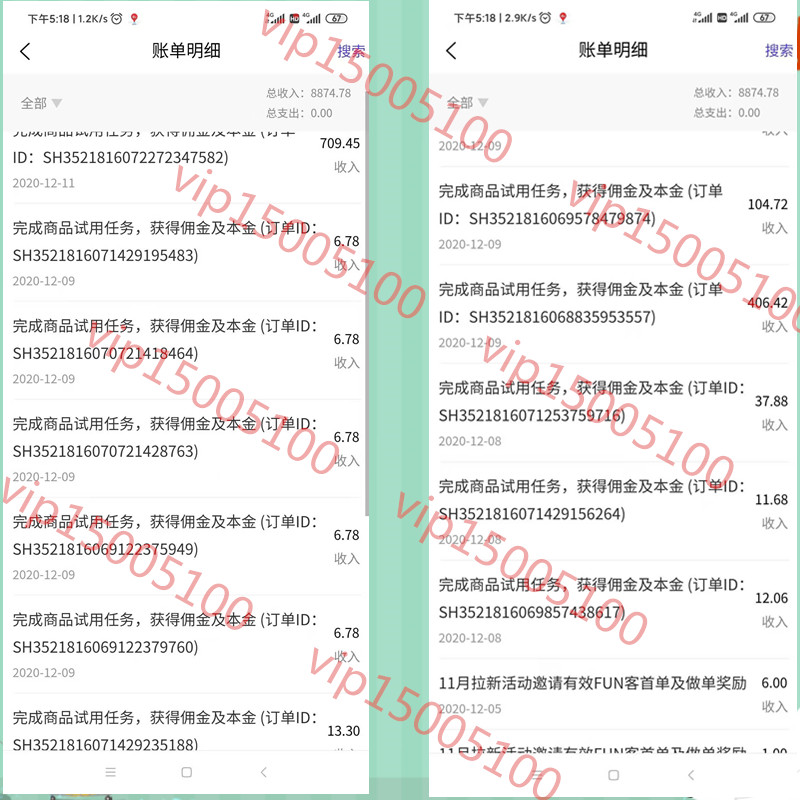 下午5:18 | 1.2K/s
4G HD 4G 67
账单明细
搜索
全部
总收入：8874.78
总支出：0.00
完成商品试用任务，获得佣金及本金 (订单
ID：SH3521816072272347582)
709.45
收入
2020-12-11
完成商品试用任务，获得佣金及本金 (订单ID：
SH3521816071429195483)
6.78
收入
2020-12-09
完成商品试用任务，获得佣金及本金 (订单ID：
SH3521816070721418464)
6.78
收入
2020-12-09
完成商品试用任务，获得佣金及本金 (订单ID：
SH3521816070721428763)
6.78
收入
2020-12-09
完成商品试用任务，获得佣金及本金 (订单ID：
SH3521816069122375949)
6.78
收入
2020-12-09
完成商品试用任务，获得佣金及本金 (订单ID：
SH3521816069122379760)
6.78
收入
2020-12-09
完成商品试用任务，获得佣金及本金 (订单ID：
SH3521816071429235188)
13.30
下午5:18 | 2.9K/s
4G HD 4G 67
账单明细
搜索
全部
总收入：8874.78
总支出：0.00
收入
2020-12-09
完成商品试用任务，获得佣金及本金 (订单
ID：SH3521816069578479874)
104.72
收入
2020-12-09
完成商品试用任务，获得佣金及本金 (订单
ID：SH3521816068835953557)
406.42
收入
2020-12-09
完成商品试用任务，获得佣金及本金 (订单ID：
SH3521816071253759716)
37.88
收入
2020-12-08
完成商品试用任务，获得佣金及本金 (订单ID：
SH3521816071429156264)
11.68
收入
2020-12-08
完成商品试用任务，获得佣金及本金 (订单ID：
SH3521816069857438617)
12.06
收入
2020-12-08
11月拉新活动邀请有效FUN客首单及做单奖励
6.00
收入
2020-12-05
11月拉新活动邀请有效FUN客首单及做单奖励
1.00
vip15005100
vip15005100
vip15005100
vip15005100
vip15005100
vip15005100
vip15005100
vip15005100